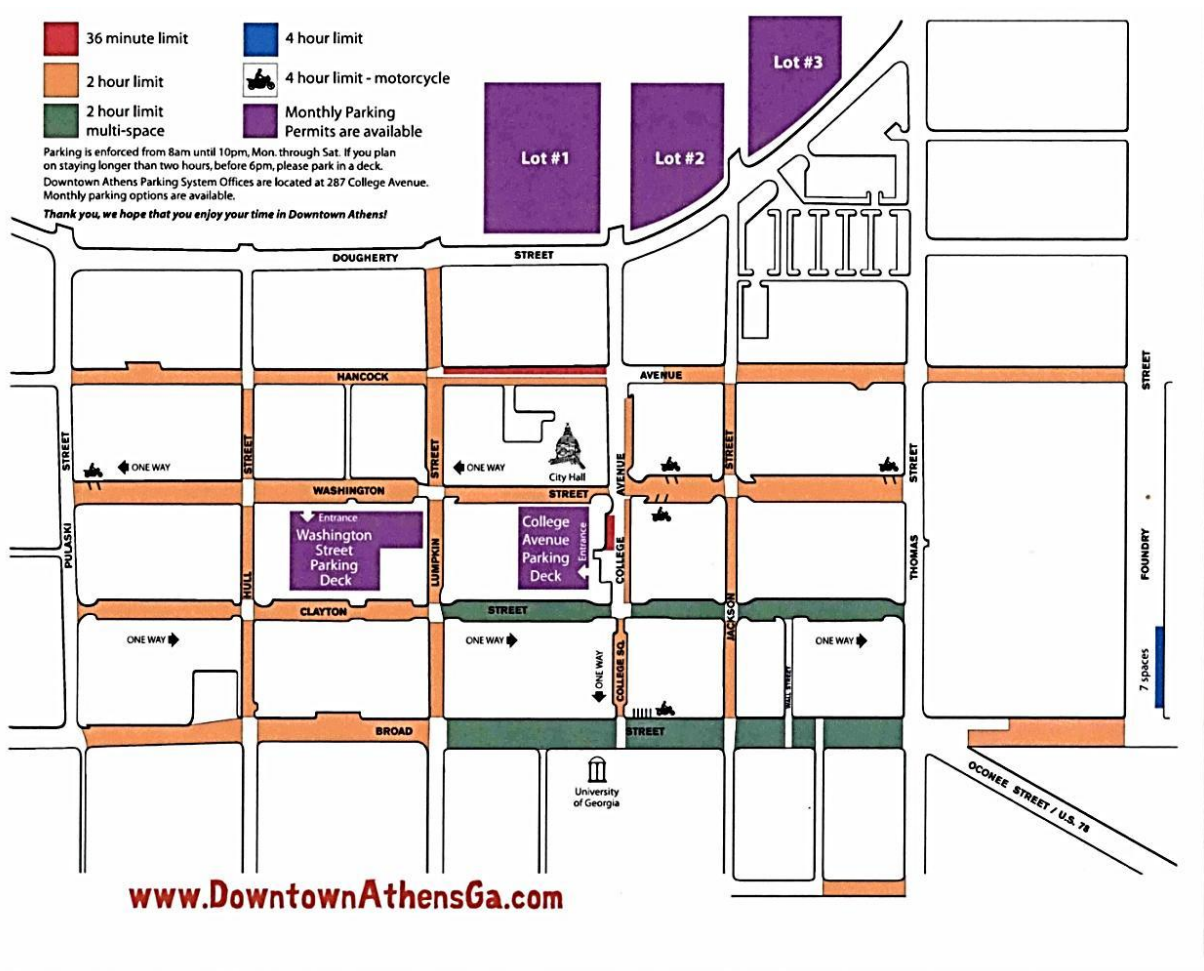 36 minute limit
2 hour limit
2 hour limit
multi-space
4 hour limit
4 hour limit - motorcycle
Monthly Parking
Permits are available
Parking is enforced from 8am until 10pm, Mon. through Sat. If you plan
on staying longer than two hours, before 6pm, please park in a deck.
Downtown Athens Parking System Offices are located at 287 College Avenue.
Monthly parking options are available.
Thank you, we hope that you enjoy your time in Downtown Athens!
Lot #1
Lot #2
Lot #3
DOUGHERTY STREET
HANCOCK AVENUE
STREET
STREET
STREET
AVENUE
STREET
STREET
STREET
ONE WAY
ONE WAY
City Hall
WASHINGTON STREET
Entrance
Washington
Street
Parking
Deck
College
Avenue
Parking
Deck
Entrance
PULASKI
HULL
LUMPKIN
COLLEGE
JACKSON
THOMAS
FOUNDRY
CLAYTON STREET
ONE WAY
ONE WAY
ONE WAY
COLLEGE SQ.
WALL STREET
ONE WAY
7 spaces
BROAD STREET
University
of Georgia
OCONEE STREET / U.S. 78
www.DowntownAthensGa.com